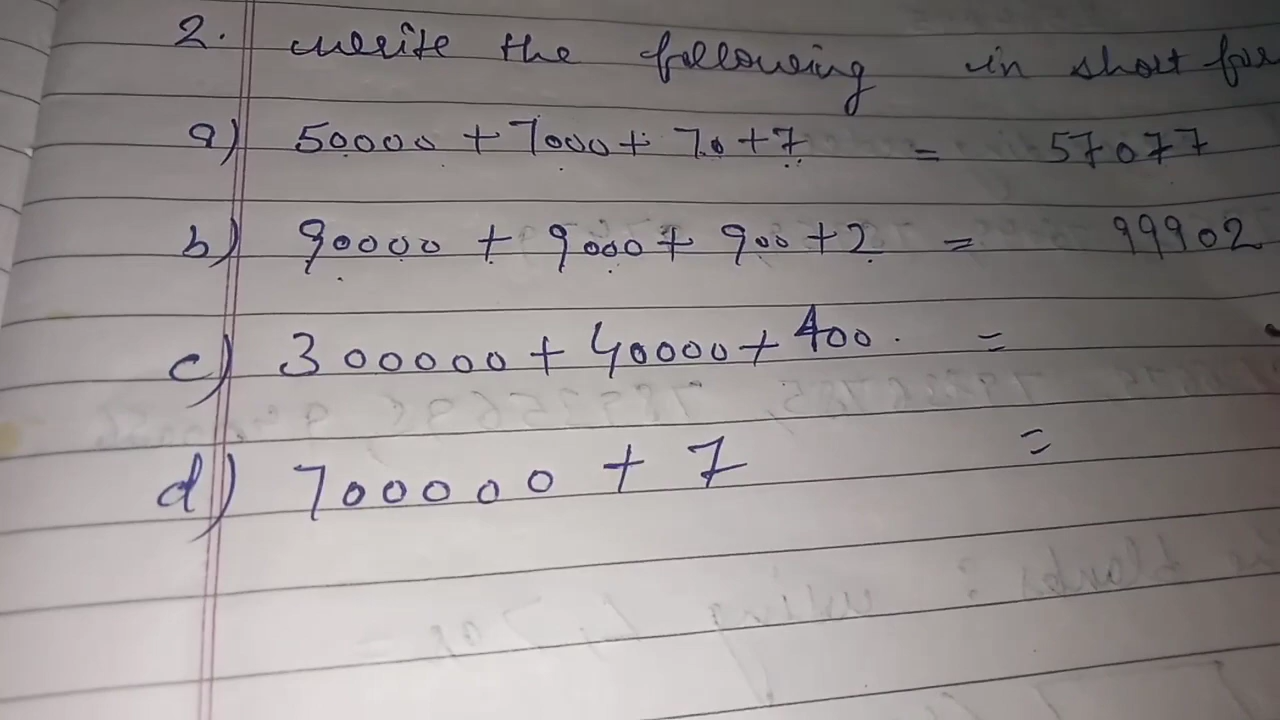 2. write the following in short for
a) 50000 + 7000 + 70 + 7 = 57077
b) 90000 + 9000 + 900 + 2 = 99902
c) 300000 + 40000 + 400. =
d) 700000 + 7 =